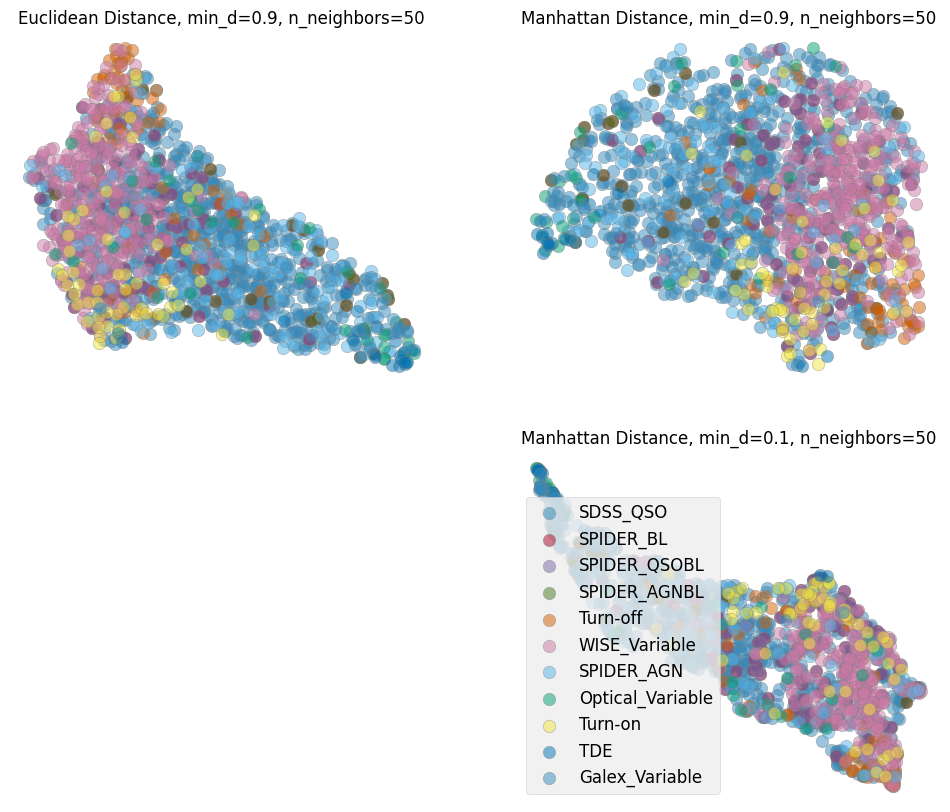 Euclidean Distance, min_d=0.9, n_neighbors=50
Manhattan Distance, min_d=0.9, n_neighbors=50
Manhattan Distance, min_d=0.1, n_neighbors=50
SDSS_QSO
SPIDER_BL
SPIDER_QSOBL
SPIDER_AGNBL
Turn-off
WISE_Variable
SPIDER_AGN
Optical_Variable
Turn-on
TDE
Galex_Variable